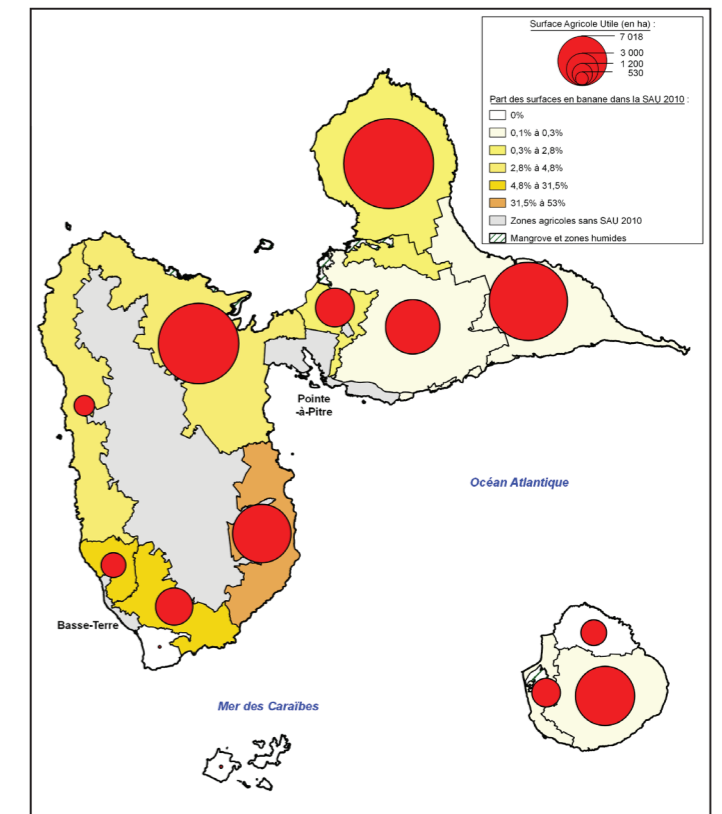 Surface Agricole Utile (en ha) :
7 018
3 000
1 200
530
Part des surfaces en banane dans la SAU 2010 :
0%
0,1% à 0,3%
0,3% à 2,8%
2,8% à 4,8%
4,8% à 31,5%
31,5% à 53%
Zones agricoles sans SAU 2010
Mangrove et zones humides
Pointe
-à-Pitre
Océan Atlantique
Basse-Terre
Mer des Caraïbes